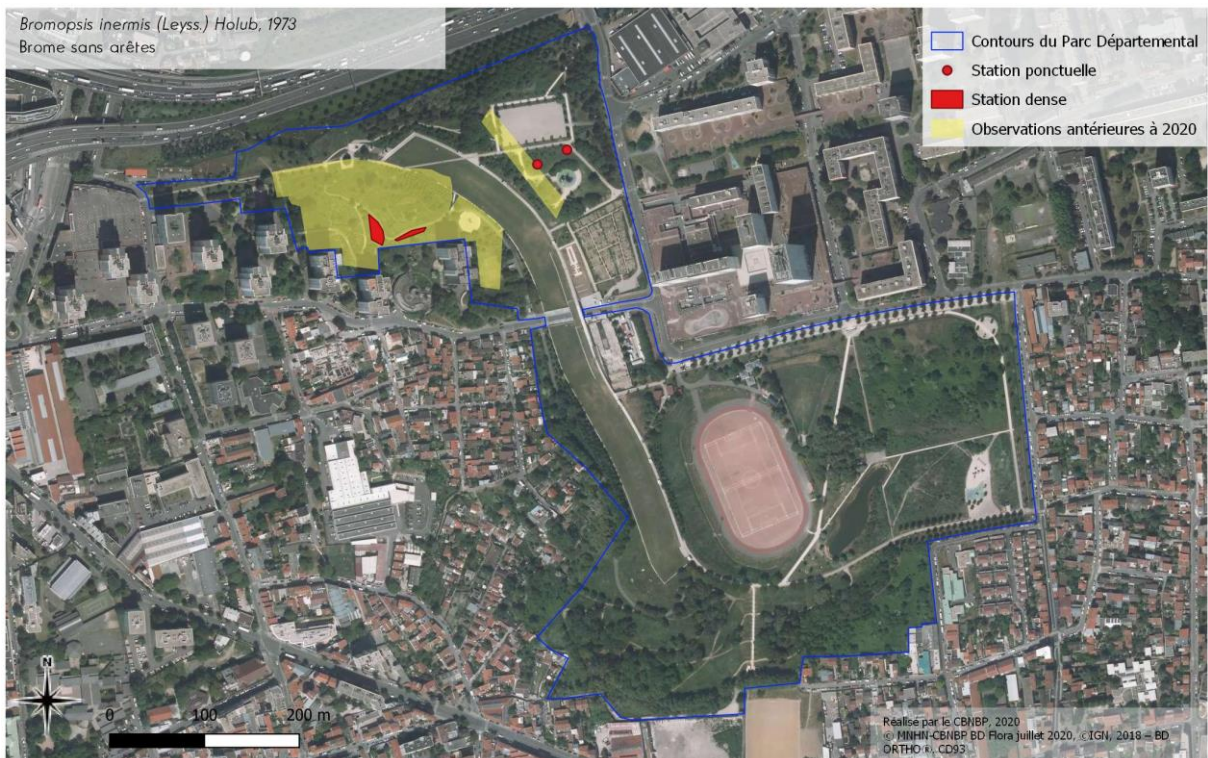 Bromopsis inermis (Leyss.) Holub, 1973
Brome sans arêtes
Contours du Parc Départemental
Station ponctuelle
Station dense
Observations antérieures à 2020
N
0 100 200 m
Réalisé par le CBNBP, 2020
© MNHN-CBNBP BD Flora juillet 2020, ©IGN, 2018 – BD
ORTHO ®, CD93